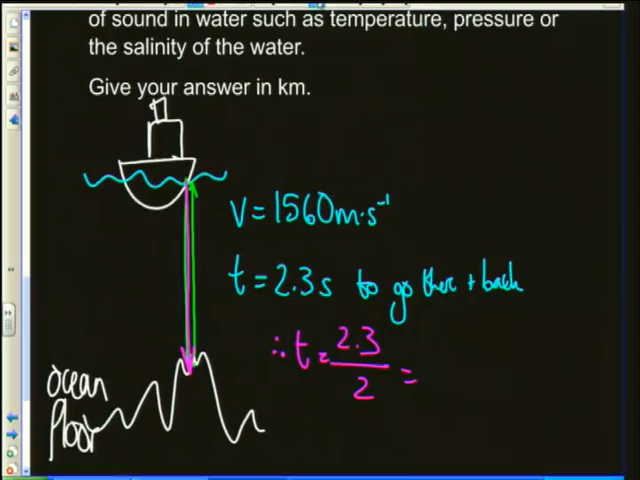 of sound in water such as temperature, pressure or
the salinity of the water.
Give your answer in km.
v = 1560 m·s⁻¹
t = 2.3 s to go there + back
∴ t = 2.3/2 =
ocean
floor